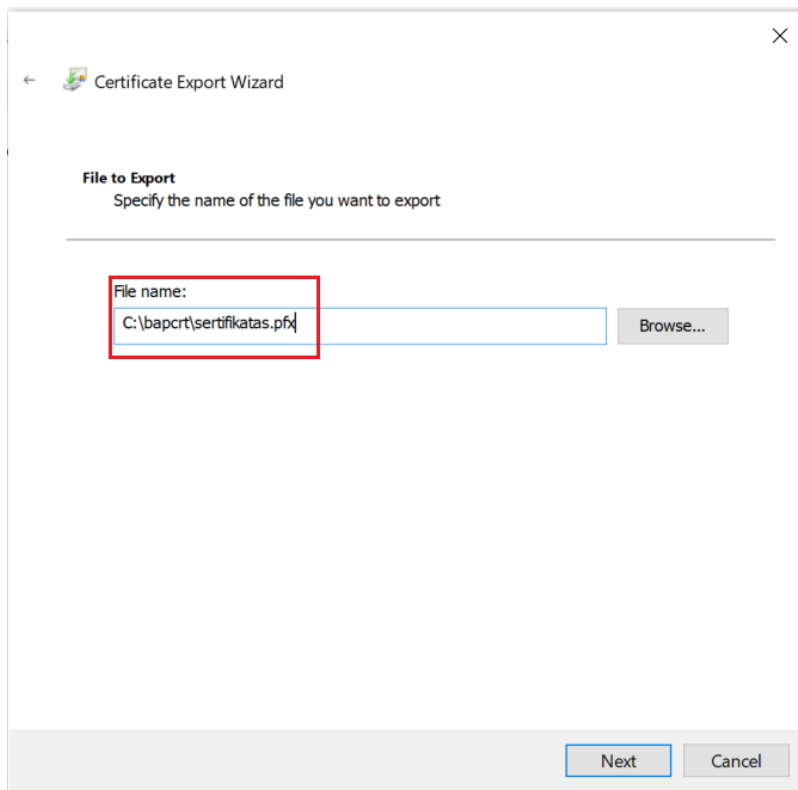 Certificate Export Wizard
File to Export
Specify the name of the file you want to export
File name:
C:\bapcrt\sertifikatas.pfx
Browse...
Next
Cancel